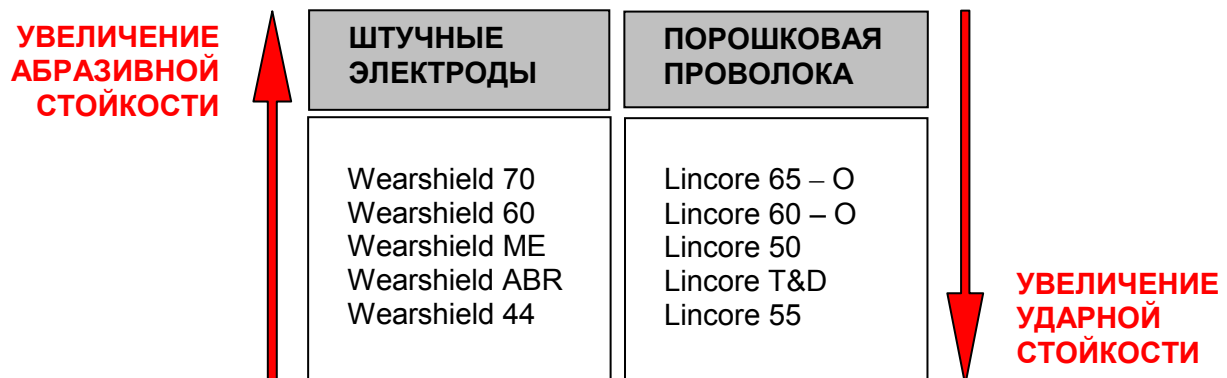 УВЕЛИЧЕНИЕ
АБРАЗИВНОЙ
СТОЙКОСТИ
ШТУЧНЫЕ
ЭЛЕКТРОДЫ
Wearshield 70
Wearshield 60
Wearshield ME
Wearshield ABR
Wearshield 44
ПОРОШКОВАЯ
ПРОВОЛОКА
Lincore 65 – O
Lincore 60 – O
Lincore 50
Lincore T&D
Lincore 55
УВЕЛИЧЕНИЕ
УДАРНОЙ
СТОЙКОСТИ